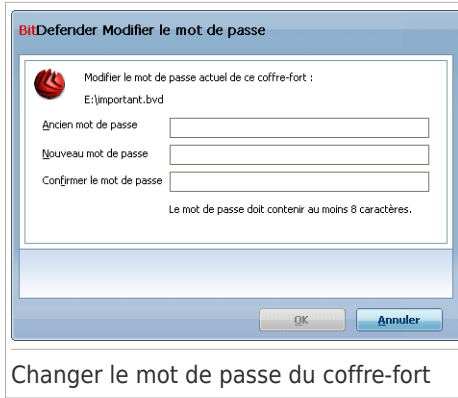 BitDefender Modifier le mot de passe
Modifier le mot de passe actuel de ce coffre-fort :
E:\important.bvd
Ancien mot de passe
Nouveau mot de passe
Confirmer le mot de passe
Le mot de passe doit contenir au moins 8 caractères.
OK
Annuler
Changer le mot de passe du coffre-fort